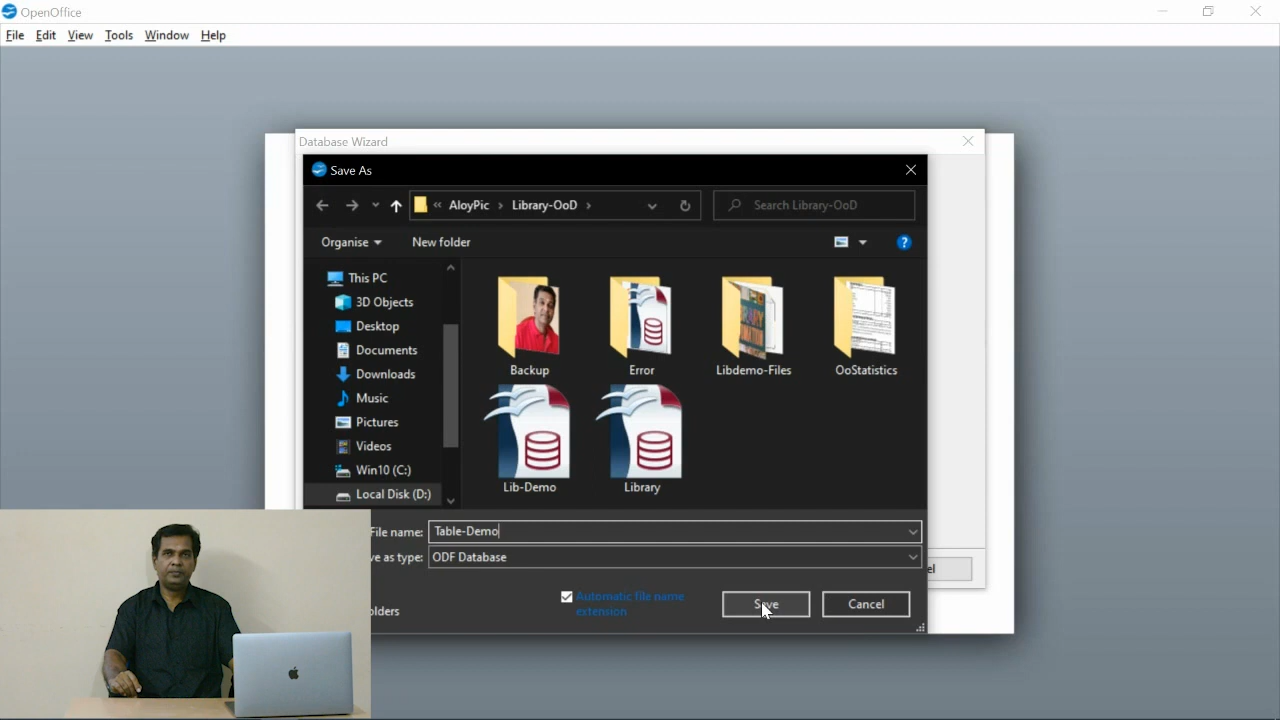 OpenOffice
File Edit View Tools Window Help
Database Wizard
Save As
« AloyPic › Library-OoD ›
Search Library-OoD
Organise New folder
?
This PC
3D Objects
Desktop
Documents
Downloads
Music
Pictures
Videos
Win10 (C:)
Local Disk (D:)
Backup Error Libdemo-Files OoStatistics
Lib-Demo Library
File name: Table-Demo
ve as type: ODF Database
olders
Automatic file name
extension
Save Cancel
el